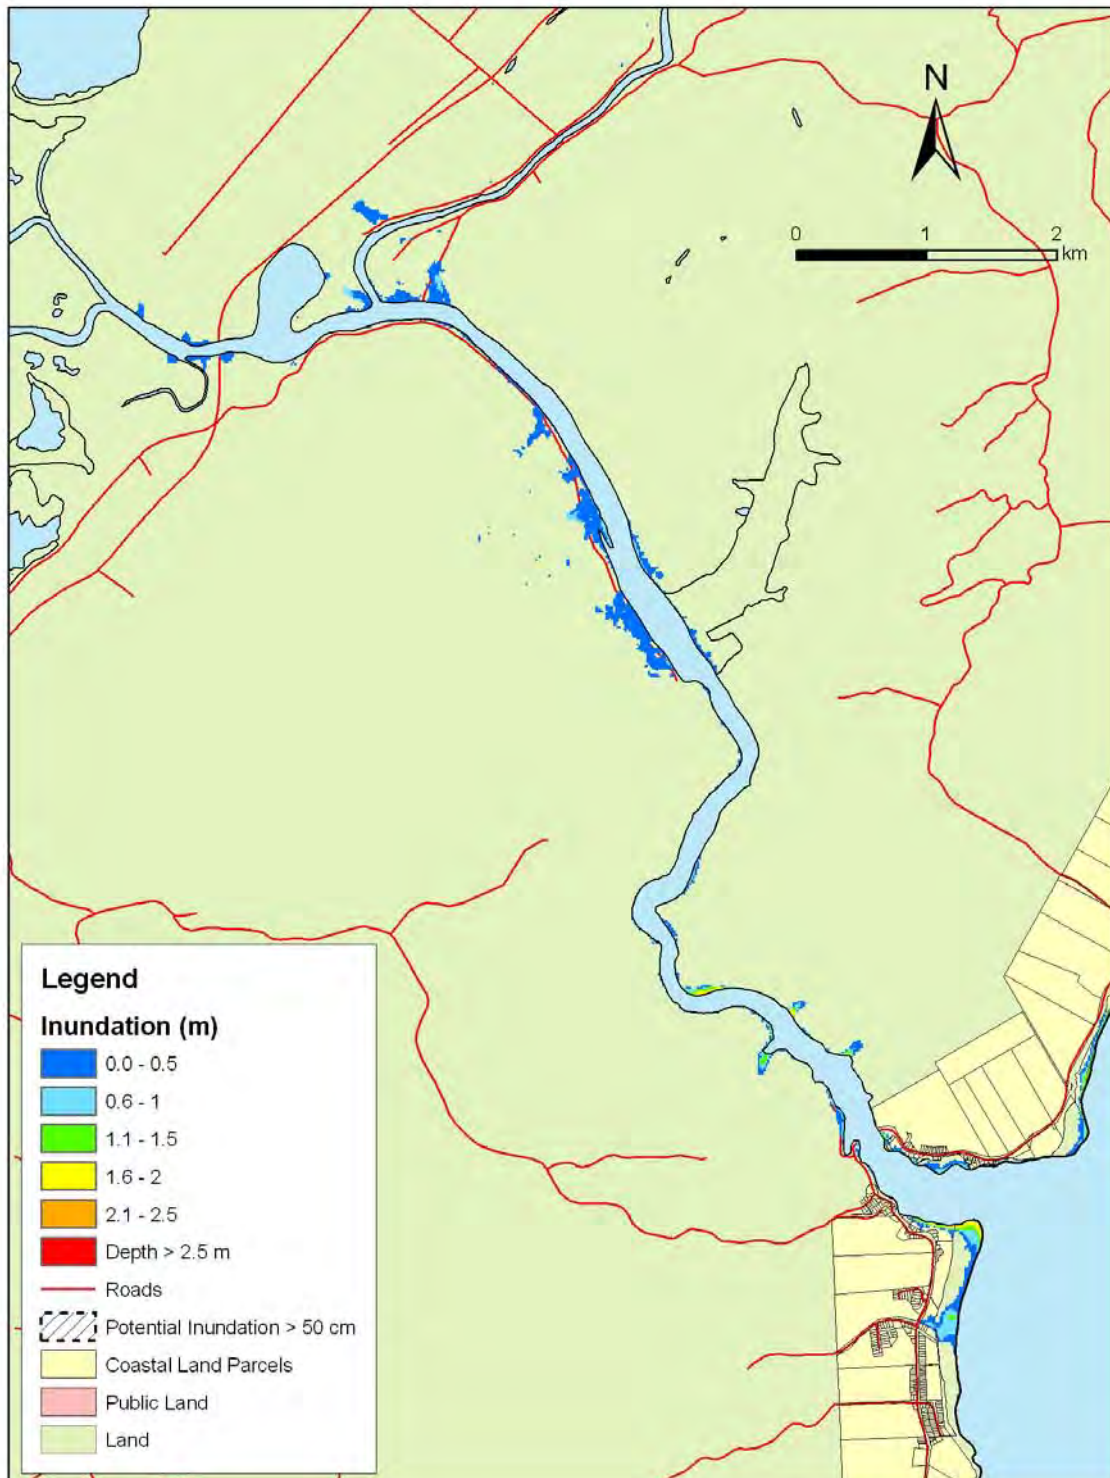 N
0 1 2
km
Legend
Inundation (m)
0.0 - 0.5
0.6 - 1
1.1 - 1.5
1.6 - 2
2.1 - 2.5
Depth > 2.5 m
Roads
Potential Inundation > 50 cm
Coastal Land Parcels
Public Land
Land